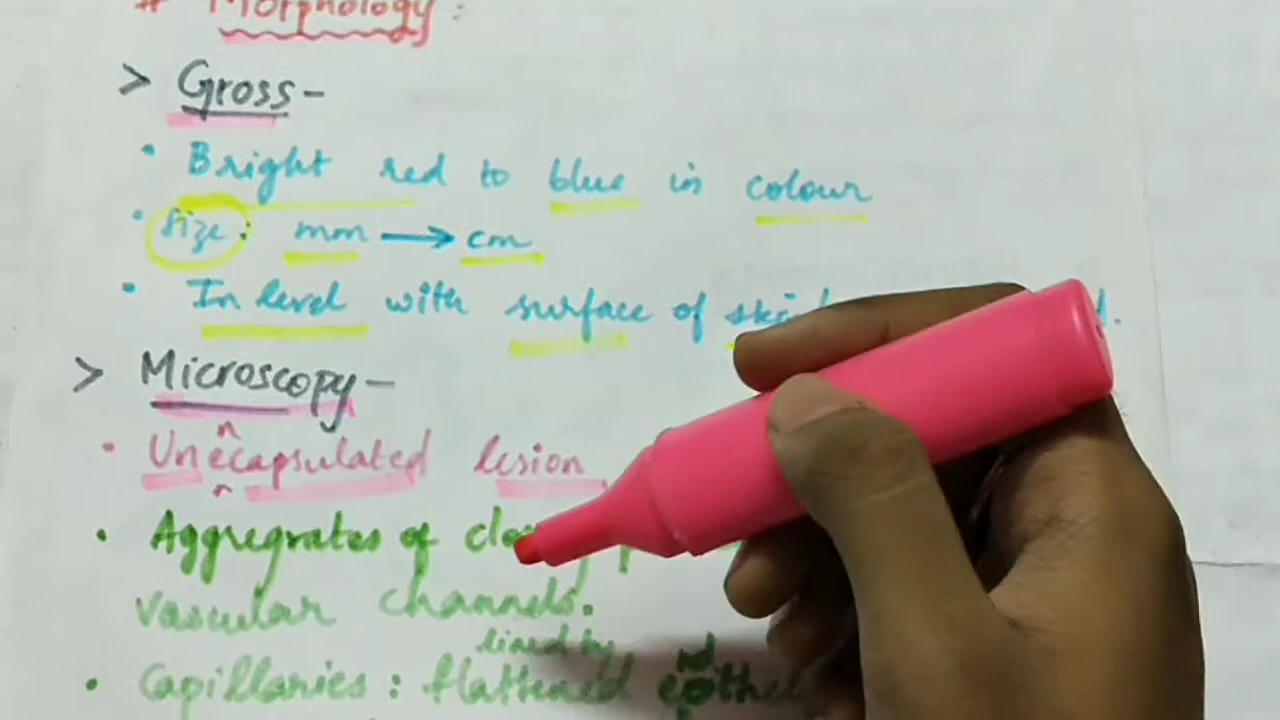 # Morphology :
> Gross -
• Bright red to blue in colour
• Size : mm → cm
• In level with surface of
> Microscopy -
• Unencapsulated lesion
• Aggregrates of
vascular channels.
lined by
• Capillaries : flattened